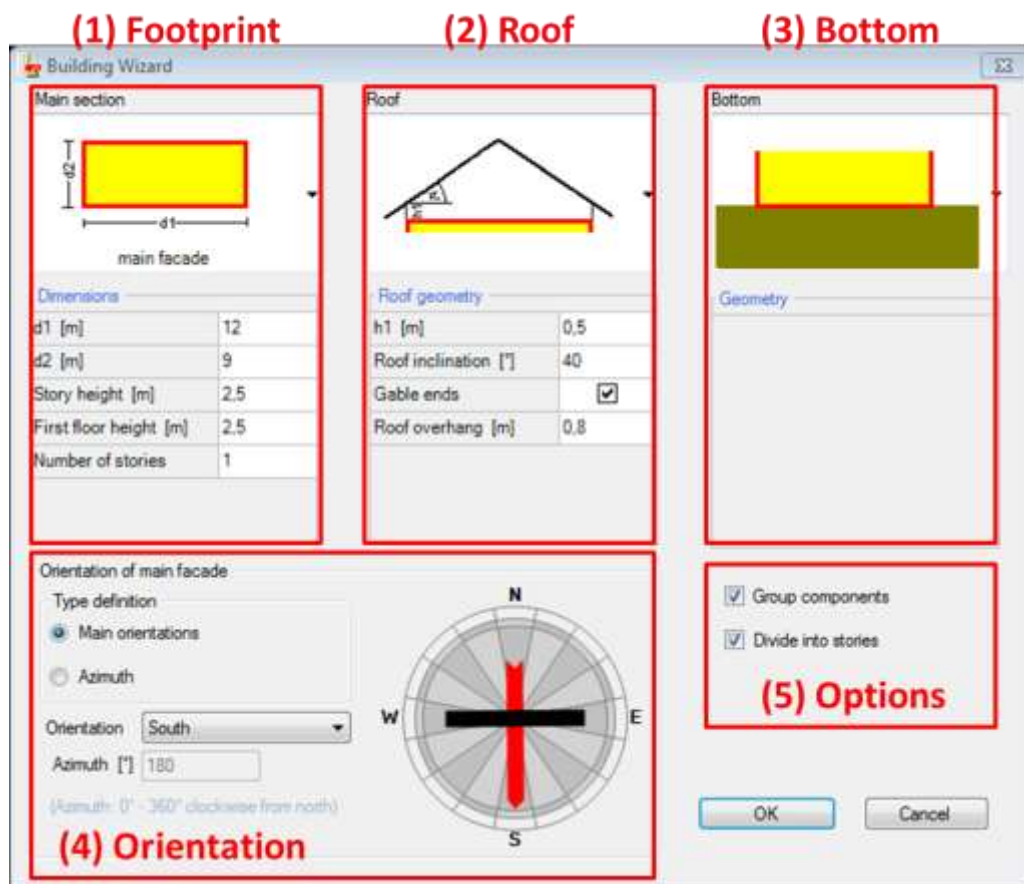 (1) Footprint
(2) Roof
(3) Bottom
Building Wizard
Main section
d2
d1
main facade
Dimensions
d1 [m] 12
d2 [m] 9
Story height [m] 2.5
First floor height [m] 2.5
Number of stories 1
Roof
h1
Roof geometry
h1 [m] 0,5
Roof inclination [°] 40
Gable ends
Roof overhang [m] 0,8
Bottom
Geometry
Orientation of main facade
Type definition
Main orientations
Azimuth
Orientation South
Azimuth [°] 180
(Azimuth: 0° - 360° clockwise from north)
N
W
E
S
(4) Orientation
Group components
Divide into stories
(5) Options
OK
Cancel